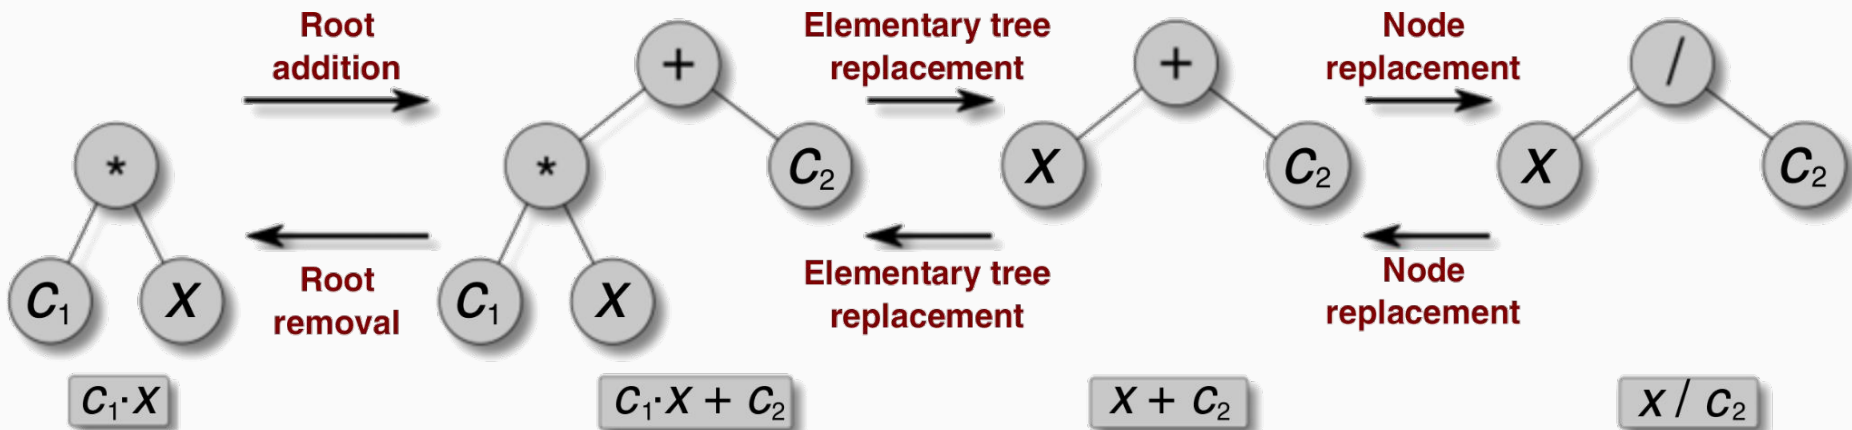 Root
addition
Elementary tree
replacement
Node
replacement
*
C₁
X
+
*
C₂
C₁
X
+
X
C₂
/
X
C₂
Root
removal
Elementary tree
replacement
Node
replacement
C₁·X
C₁·X + C₂
X + C₂
X / C₂